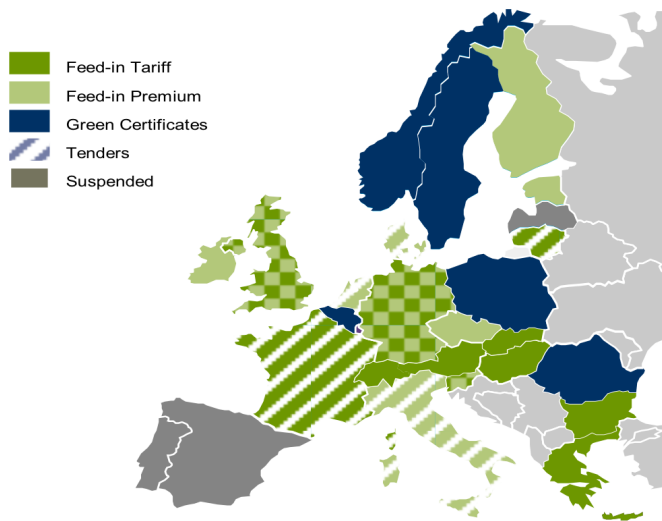 Feed-in Tariff
Feed-in Premium
Green Certificates
Tenders
Suspended